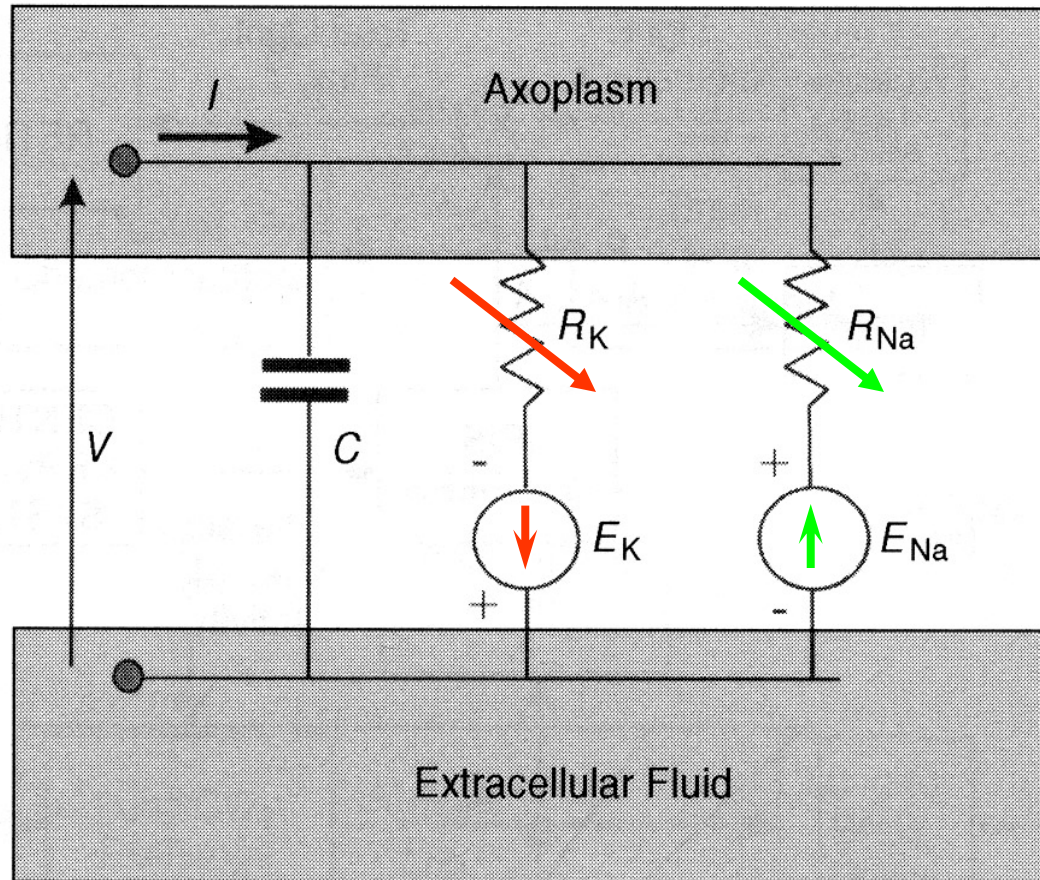 Axoplasm
I
R_K
R_Na
V
C
-
+
E_K
E_Na
+
-
Extracellular Fluid